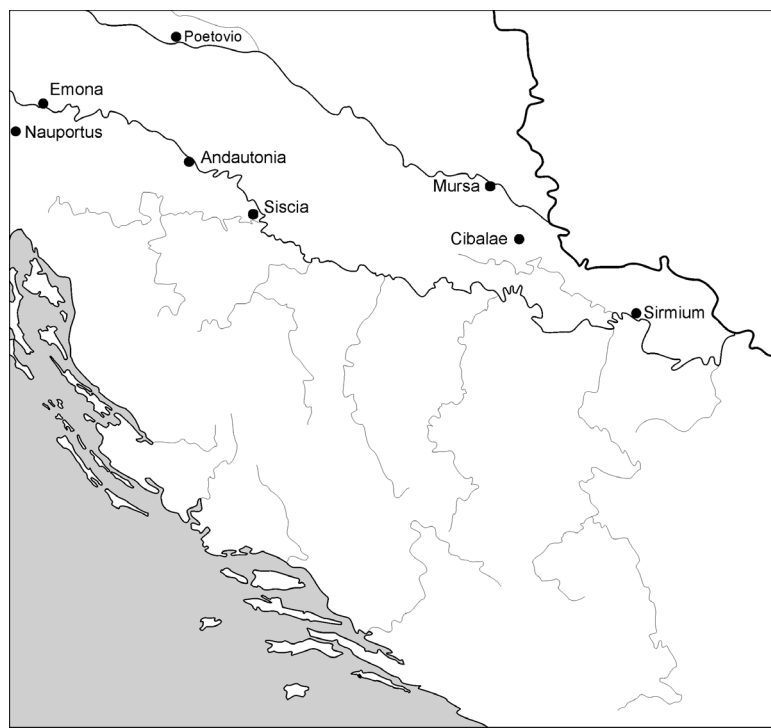 Poetovio
Emona
Nauportus
Andautonia
Mursa
Siscia
Cibalae
Sirmium